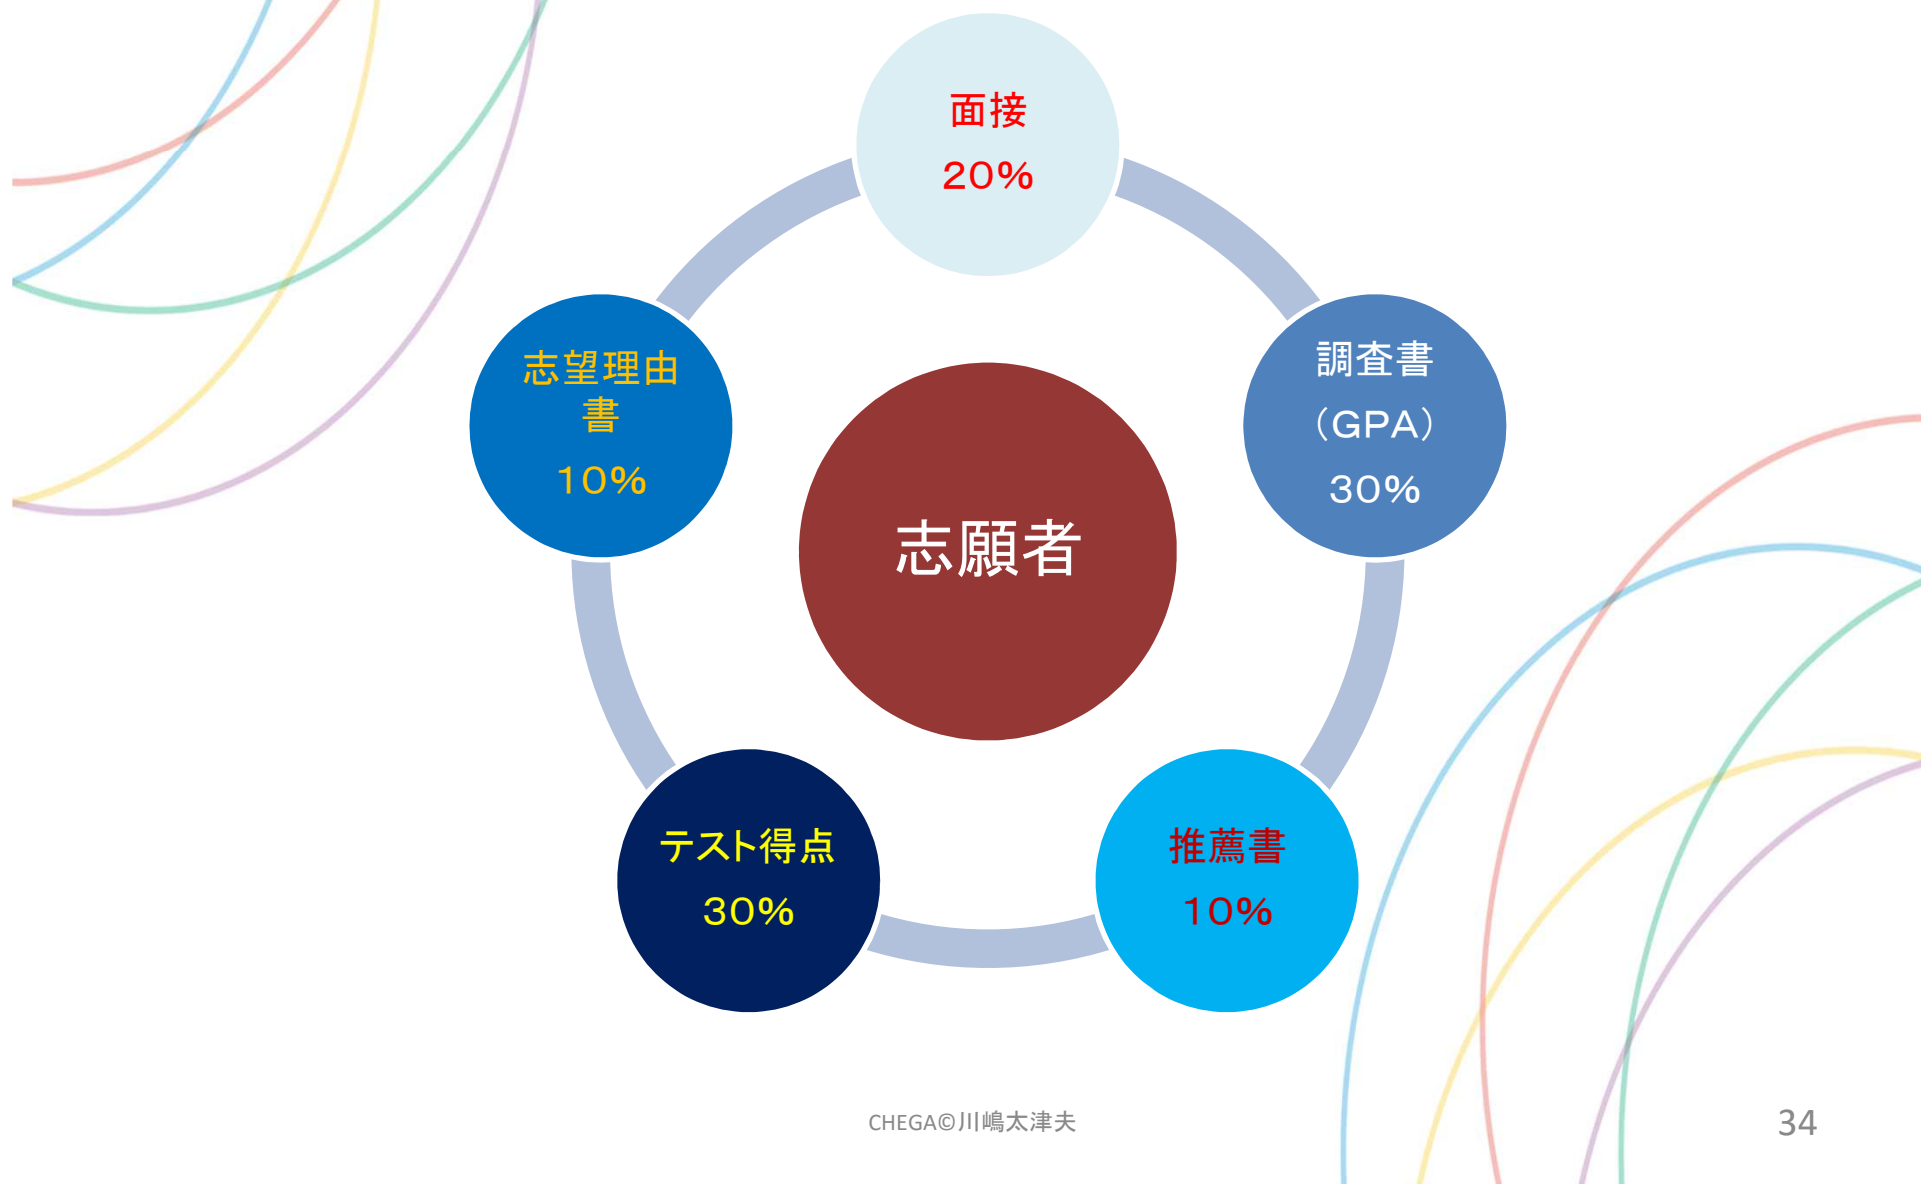 面接
20%
調査書
（GPA）
30%
志望理由
書
10%
志願者
テスト得点
30%
推薦書
10%
CHEGA©川嶋太津夫
34